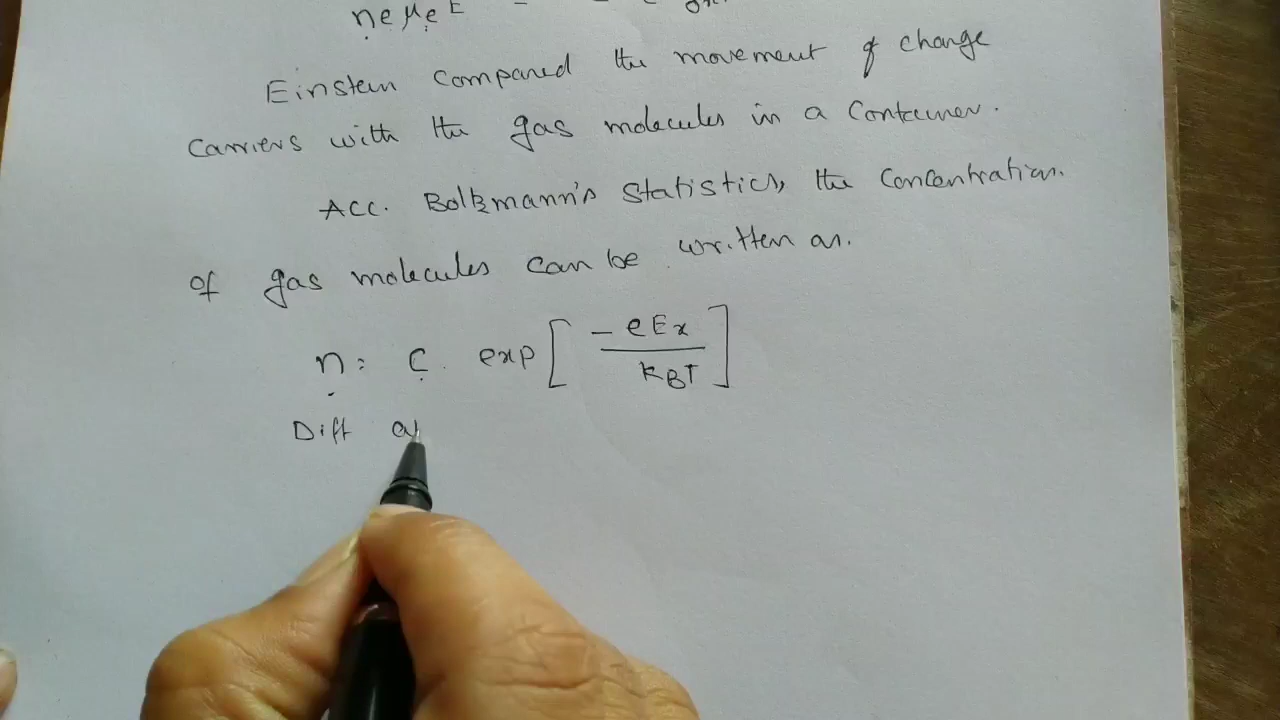 neμeE
Einstein Compared the movement of charge
Carriers with the gas molecules in a Container.
Acc. Boltzmann's Statistics, the Concentration.
of gas molecules can be written as.
n = C. exp[-eEx / kBT]
Diff